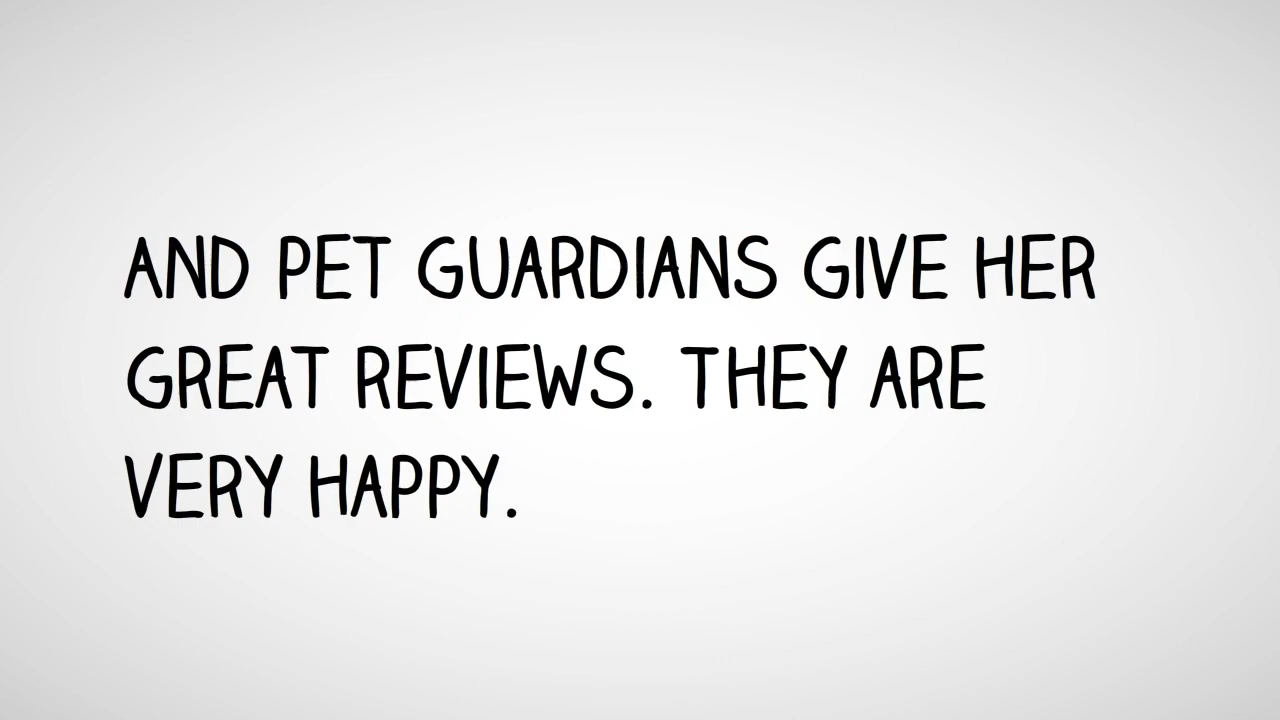 AND PET GUARDIANS GIVE HER
GREAT REVIEWS. THEY ARE
VERY HAPPY.